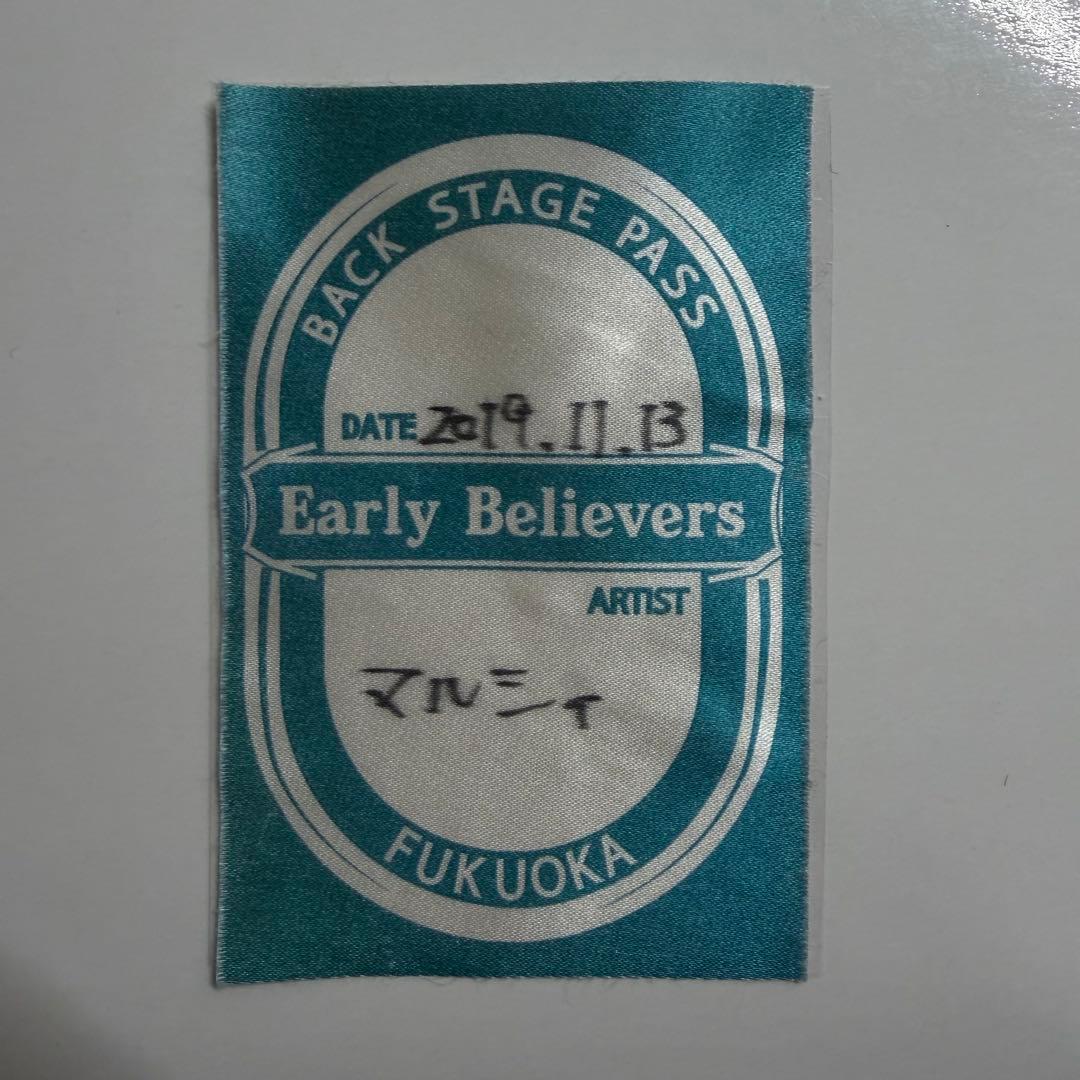 BACK STAGE PASS
DATE 2019.11.13
Early Believers
ARTIST
マルシィ
FUKUOKA